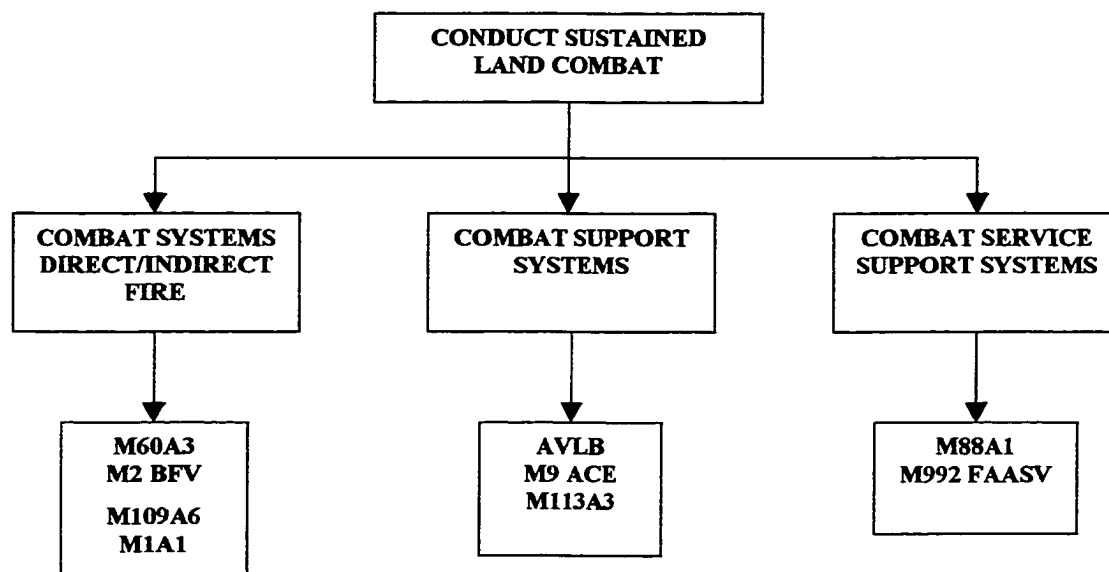 CONDUCT SUSTAINED
LAND COMBAT
COMBAT SYSTEMS
DIRECT/INDIRECT
FIRE
COMBAT SUPPORT
SYSTEMS
COMBAT SERVICE
SUPPORT SYSTEMS
M60A3
M2 BFV
M109A6
M1A1
AVLB
M9 ACE
M113A3
M88A1
M992 FAASV